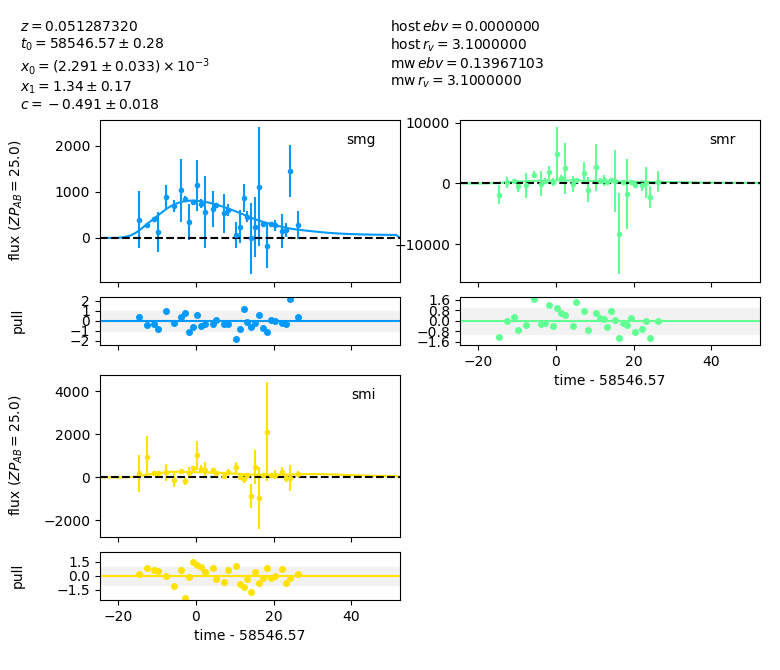 z = 0.051287320
t₀ = 58546.57 ± 0.28
x₀ = (2.291 ± 0.033) × 10⁻³
x₁ = 1.34 ± 0.17
c = −0.491 ± 0.018
host ebv = 0.0000000
host r_v = 3.1000000
mw ebv = 0.13967103
mw r_v = 3.1000000
smg
flux (ZP_AB = 25.0)
2000
1000
0
pull
2
1
0
−1
−2
smr
10000
0
−10000
1.6
0.8
0.0
−0.8
−1.6
−20 0 20 40
time - 58546.57
smi
flux (ZP_AB = 25.0)
4000
2000
0
−2000
pull
1.5
0.0
−1.5
−20 0 20 40
time - 58546.57